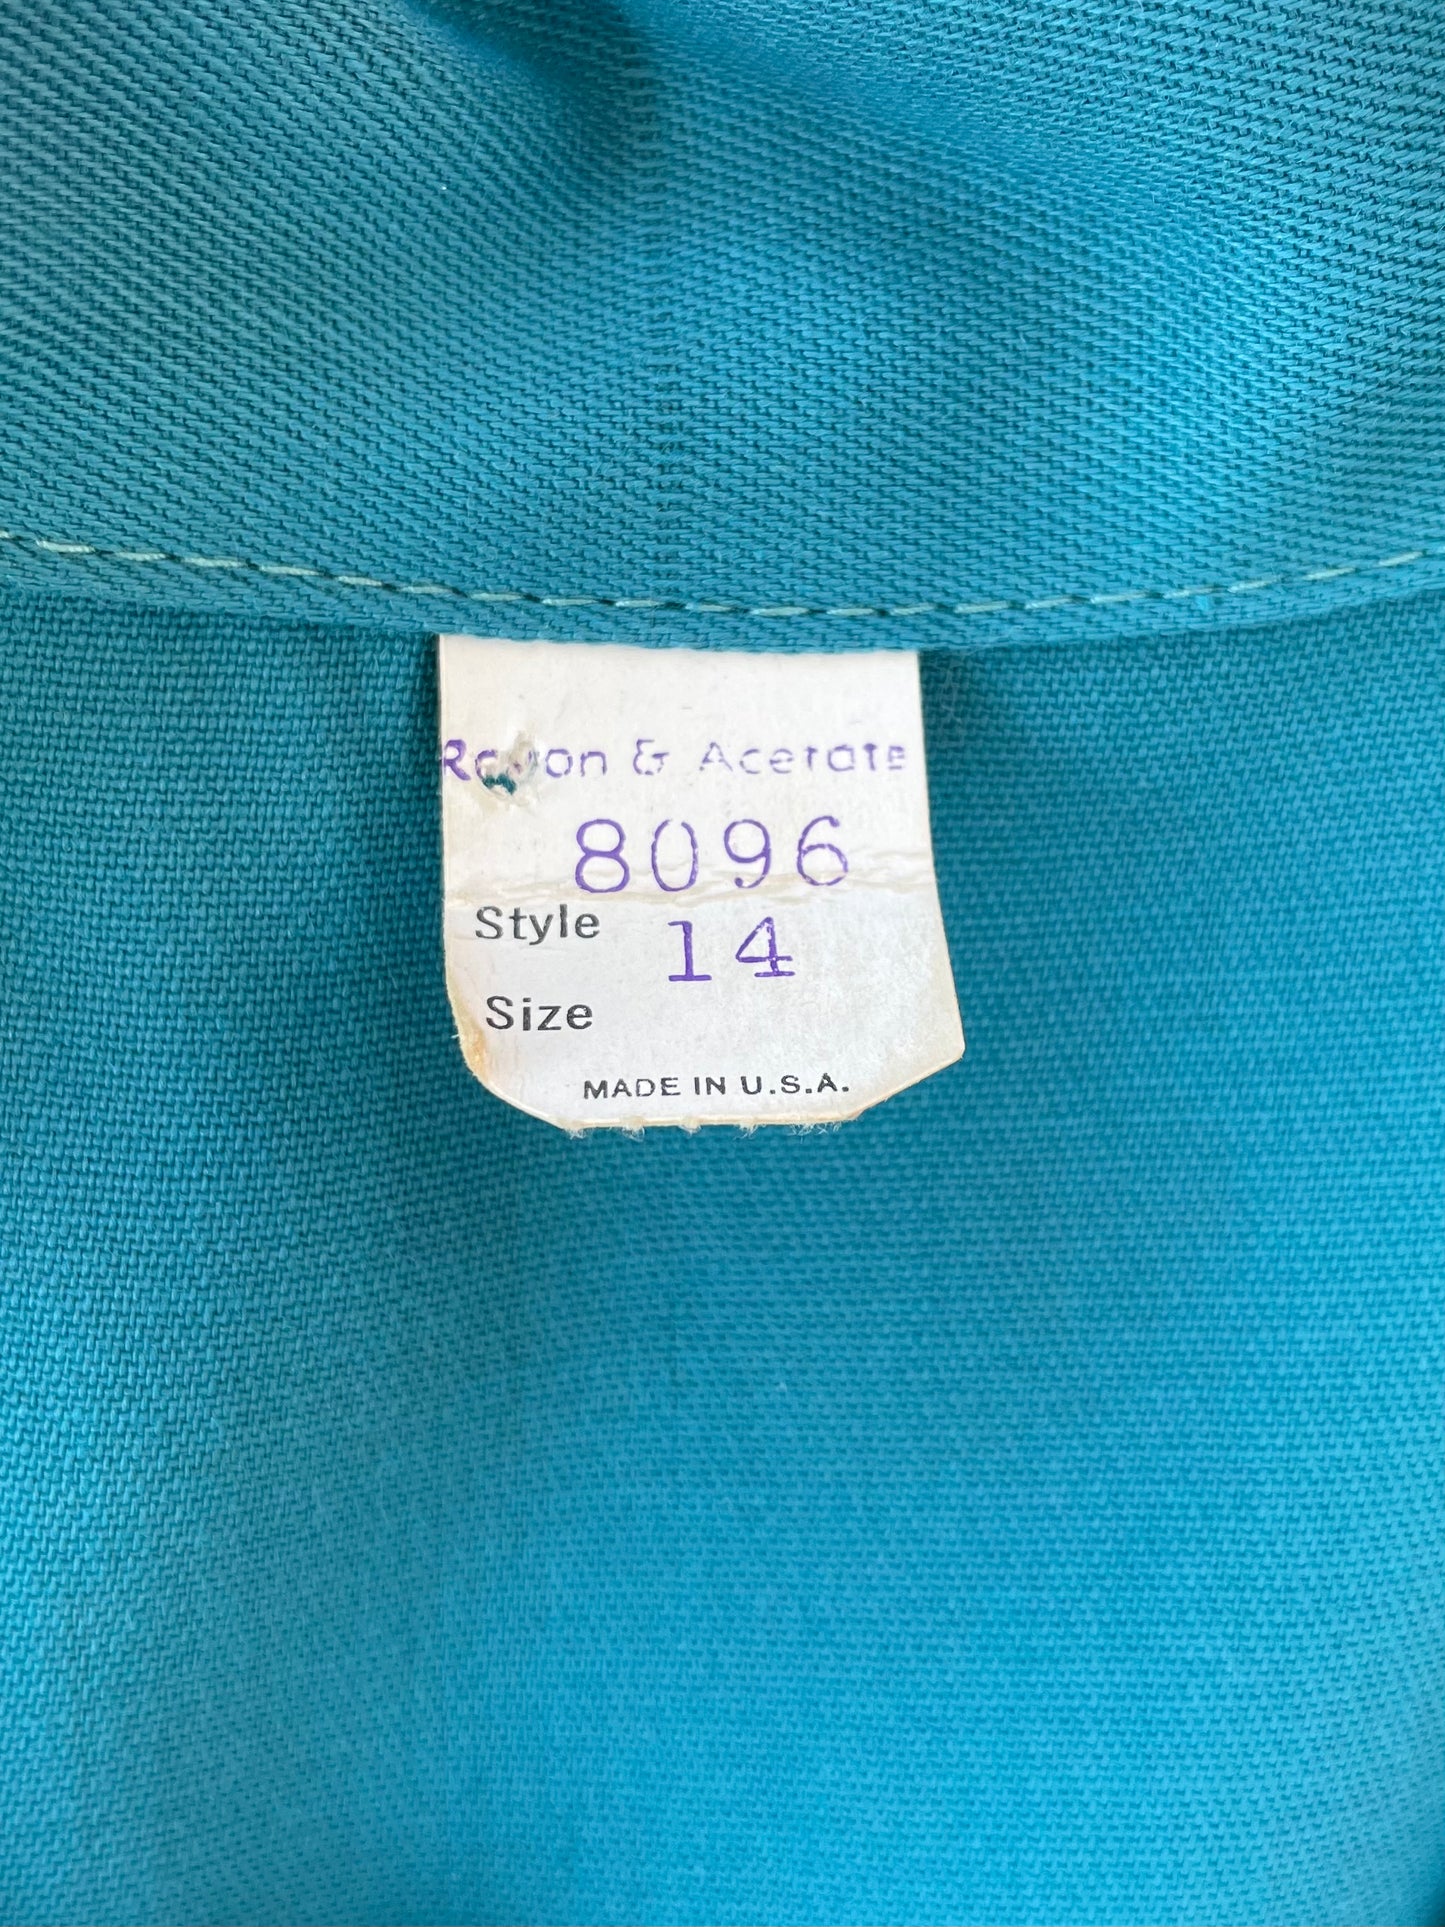 Rayon & Acetate
8096
Style
14
Size
MADE IN U.S.A.